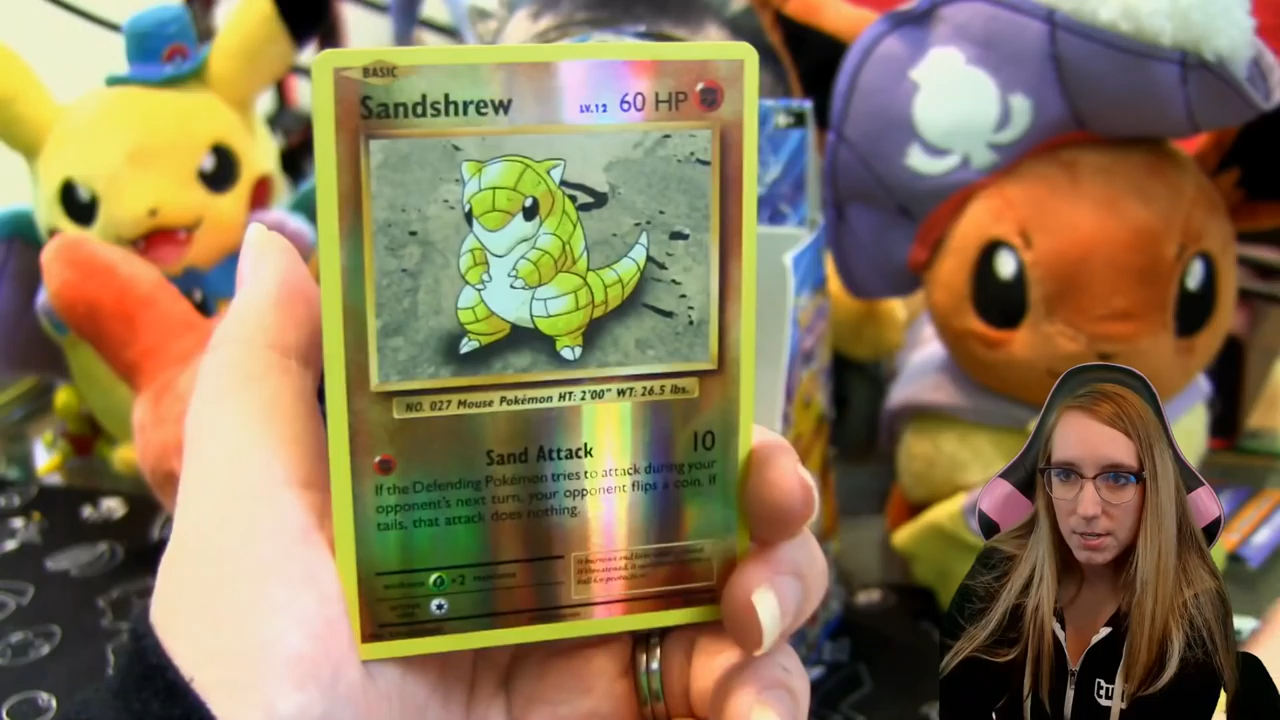 BASIC
Sandshrew LV.12 60 HP
NO. 027 Mouse Pokémon HT: 2'00" WT: 26.5 lbs.
Sand Attack 10
If the Defending Pokémon tries to attack during your
opponent's next turn, your opponent flips a coin. If
tails, that attack does nothing.
weakness ×2 resistance